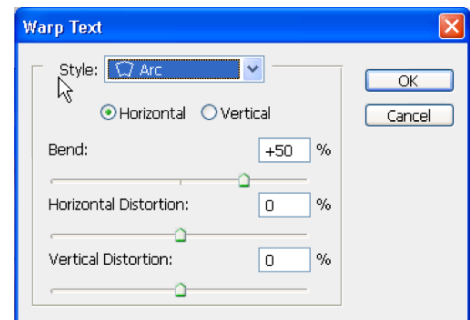 Warp Text
Style: Arc
OK
Horizontal Vertical
Cancel
Bend: +50 %
Horizontal Distortion: 0 %
Vertical Distortion: 0 %